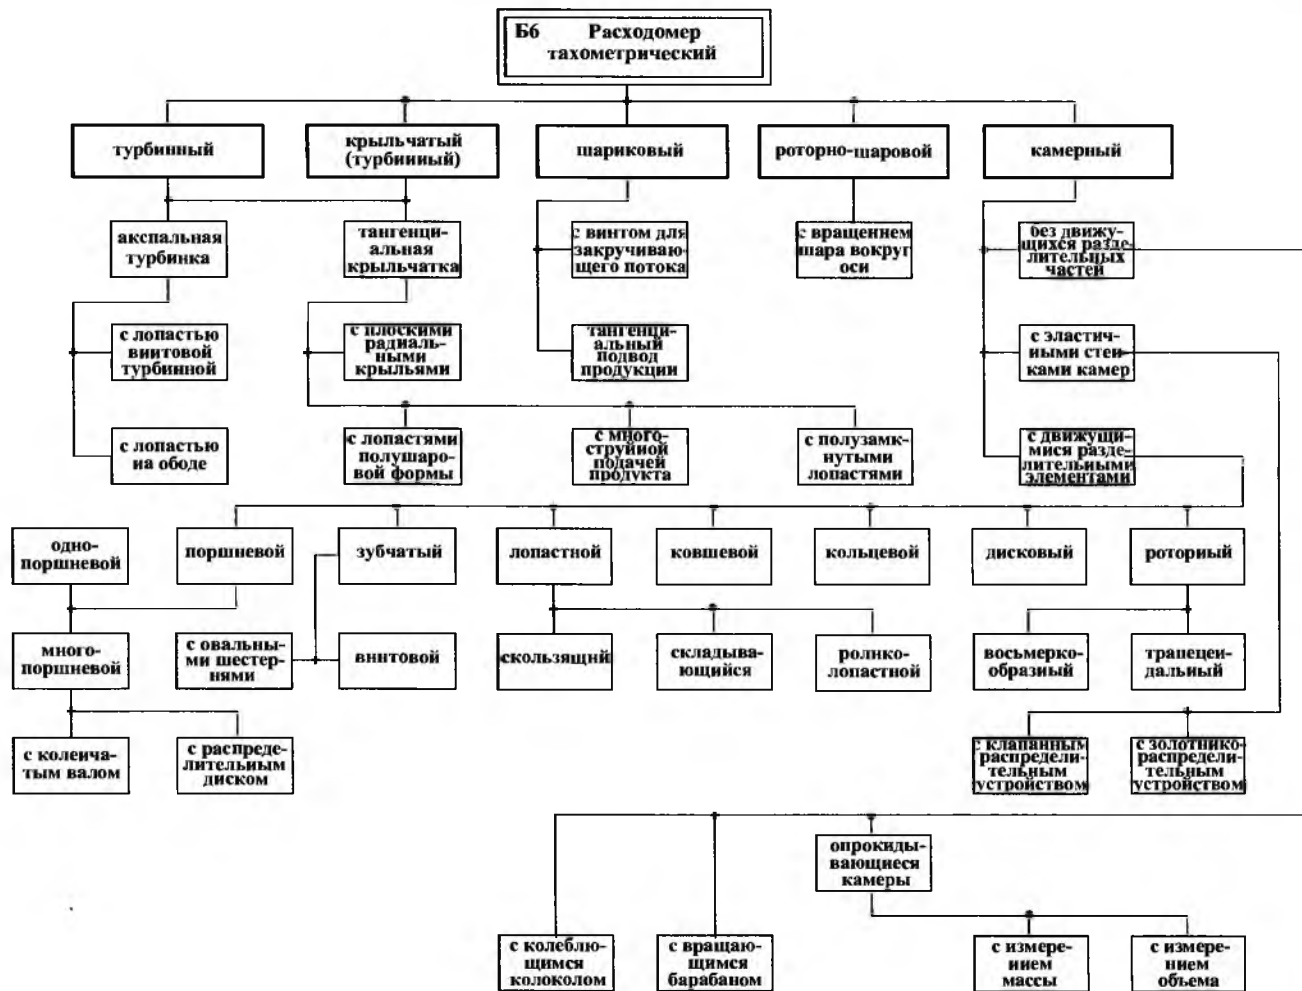 Б6 Расходомер
тахометрический
турбинный
крыльчатый
(турбинный)
шариковый
роторно-шаровой
камерный
акспальная
турбинка
тангенци-
альная
крыльчатка
с винтом для
закручиваю-
щего потока
с вращением
шара вокруг
оси
без движу-
щихся разде-
лительных
частей
с лопастью
винтовой
турбинной
с плоскими
радиаль-
ными
крыльями
тангенци-
альный
подвод
продукции
с эластич-
ными стен-
ками камер
с лопастью
на ободе
с лопастями
полушаро-
вой формы
с много-
струйной
подачей
продукта
с полузамк-
нутыми
лопастями
с движущи-
мися разде-
лительными
элементами
одно-
поршневой
поршневой
зубчатый
лопастной
ковшевой
кольцевой
дисковый
роторный
много-
поршневой
с овальны-
ми шестер-
нями
винтовой
скользящий
складыва-
ющийся
ролико-
лопастной
восьмерко-
образный
трапецеи-
дальный
с коленча-
тым валом
с распреде-
лительным
диском
с клапанным
распредели-
тельным
устройством
с золотнико-
распредели-
тельным
устройством
опрокиды-
вающиеся
камеры
с колеблю-
щимся
колоколом
с вращаю-
щимся
барабаном
с измере-
нием
массы
с измере-
нием
объема